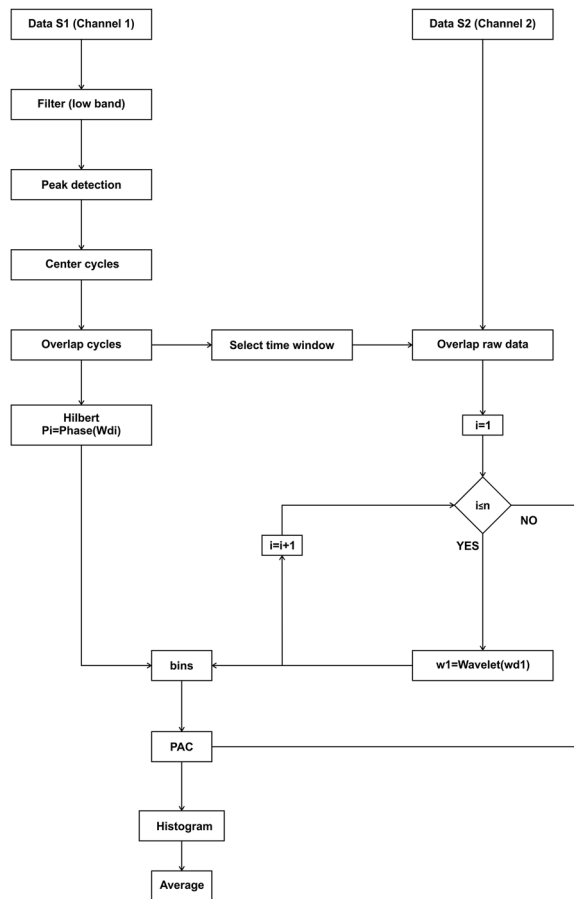 Data S1 (Channel 1)
Data S2 (Channel 2)
Filter (low band)
Peak detection
Center cycles
Overlap cycles
Select time window
Overlap raw data
Hilbert
Pi=Phase(Wdi)
i=1
i≤n
NO
YES
i=i+1
bins
w1=Wavelet(wd1)
PAC
Histogram
Average